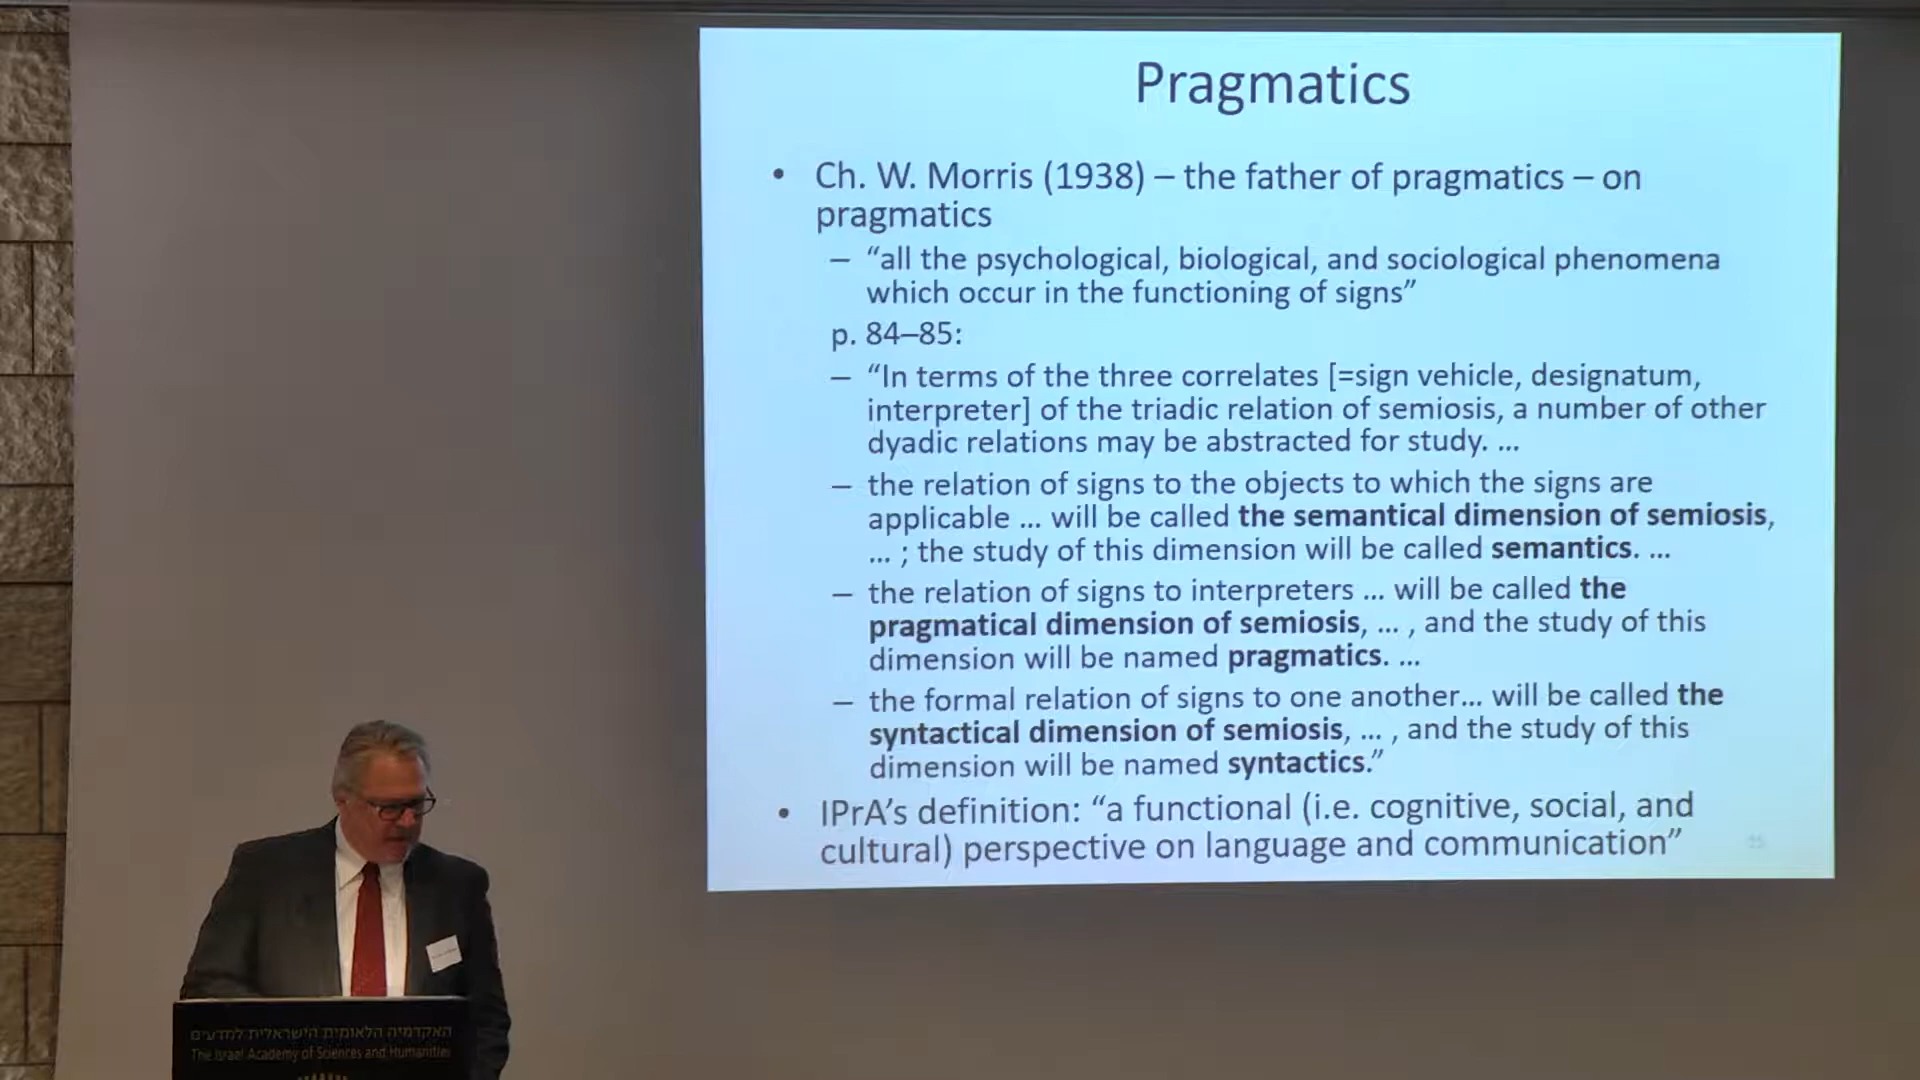 Pragmatics
• Ch. W. Morris (1938) – the father of pragmatics – on
pragmatics
– “all the psychological, biological, and sociological phenomena
which occur in the functioning of signs”
p. 84–85:
– “In terms of the three correlates [=sign vehicle, designatum,
interpreter] of the triadic relation of semiosis, a number of other
dyadic relations may be abstracted for study. ...
– the relation of signs to the objects to which the signs are
applicable ... will be called the semantical dimension of semiosis,
... ; the study of this dimension will be called semantics. ...
– the relation of signs to interpreters ... will be called the
pragmatical dimension of semiosis, ... , and the study of this
dimension will be named pragmatics. ...
– the formal relation of signs to one another... will be called the
syntactical dimension of semiosis, ... , and the study of this
dimension will be named syntactics.”
• IPrA’s definition: “a functional (i.e. cognitive, social, and
cultural) perspective on language and communication”
האקדמיה הלאומית הישראלית למדעים
The Israel Academy of Sciences and Humanities